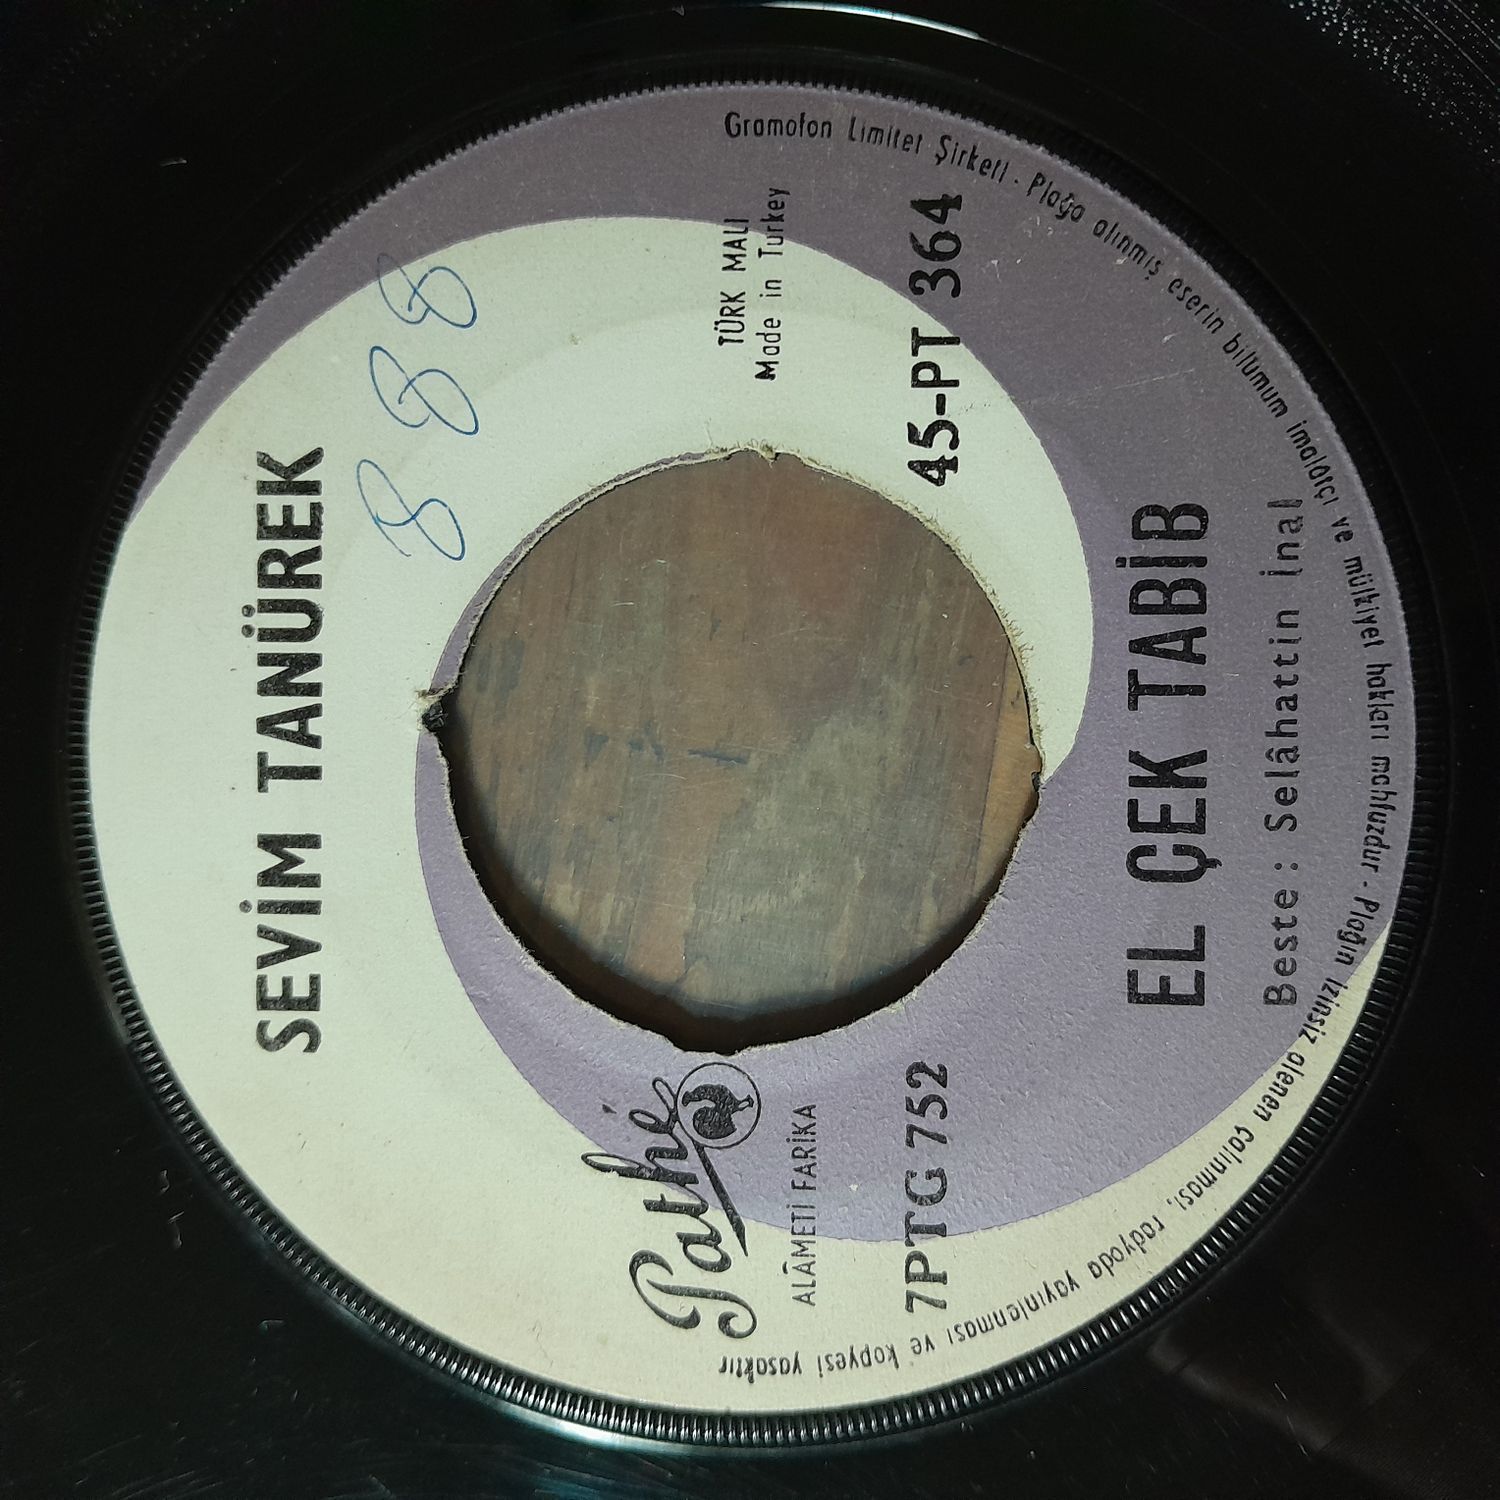 SEVİM TANÜREK
888
Pathé
ALÂMETİ FARİKA
TÜRK MALI
Made in Turkey
7PTG 752
45-PT 364
EL ÇEK TABİB
Beste : Selâhattin İnal
Gramofon Limitet Şirketi - Plağa alınmış eserin bilumum imalatçı ve mülkiyet hakları mahfuzdur - Plağın izinsiz alenen çalınması, radyoda yayınlanması ve kopyesi yasaktır